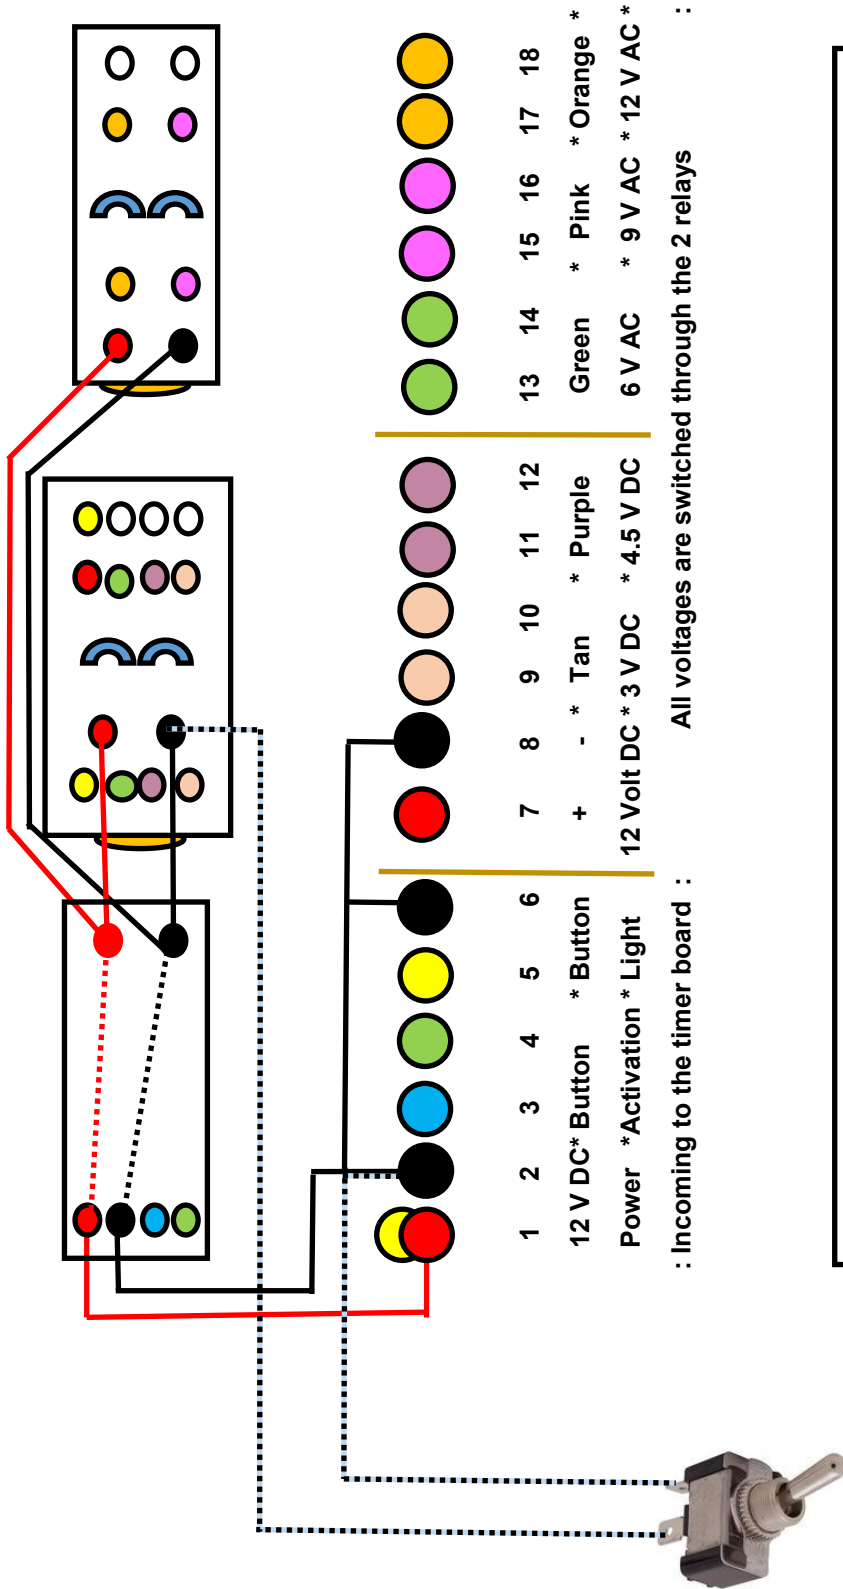 1 2 3 4 5 6 7 8 9 10 11 12 13 14 15 16 17 18
12 V DC* Button * Button + - * Tan * Purple Green * Pink * Orange *
Power *Activation * Light 12 Volt DC * 3 V DC * 4.5 V DC 6 V AC * 9 V AC * 12 V AC *
: Incoming to the timer board : All voltages are switched through the 2 relays :